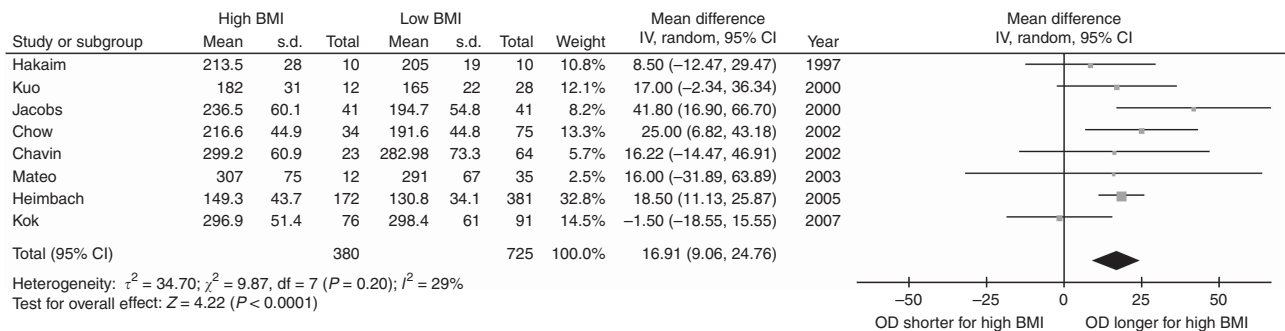 High BMI Low BMI Mean difference Mean difference
Study or subgroup Mean s.d. Total Mean s.d. Total Weight IV, random, 95% CI Year IV, random, 95% CI
Hakaim 213.5 28 10 205 19 10 10.8% 8.50 (−12.47, 29.47) 1997
Kuo 182 31 12 165 22 28 12.1% 17.00 (−2.34, 36.34) 2000
Jacobs 236.5 60.1 41 194.7 54.8 41 8.2% 41.80 (16.90, 66.70) 2000
Chow 216.6 44.9 34 191.6 44.8 75 13.3% 25.00 (6.82, 43.18) 2002
Chavin 299.2 60.9 23 282.98 73.3 64 5.7% 16.22 (−14.47, 46.91) 2002
Mateo 307 75 12 291 67 35 2.5% 16.00 (−31.89, 63.89) 2003
Heimbach 149.3 43.7 172 130.8 34.1 381 32.8% 18.50 (11.13, 25.87) 2005
Kok 296.9 51.4 76 298.4 61 91 14.5% −1.50 (−18.55, 15.55) 2007
Total (95% CI) 380 725 100.0% 16.91 (9.06, 24.76)
Heterogeneity: τ² = 34.70; χ² = 9.87, df = 7 (P = 0.20); I² = 29%
Test for overall effect: Z = 4.22 (P < 0.0001)
−50 −25 0 25 50
OD shorter for high BMI OD longer for high BMI